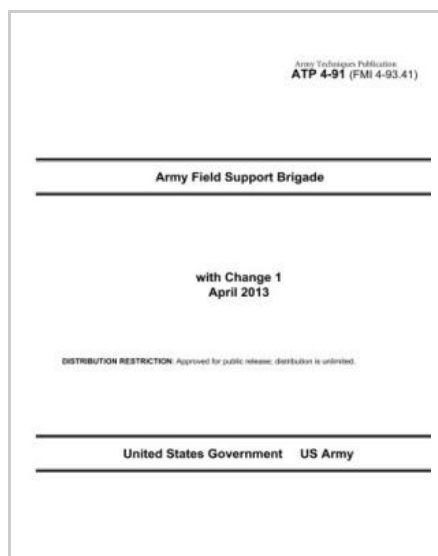 Army Techniques Publication
ATP 4-91 (FMI 4-93.41)
Army Field Support Brigade
with Change 1
April 2013
DISTRIBUTION RESTRICTION: Approved for public release; distribution is unlimited.
United States Government US Army